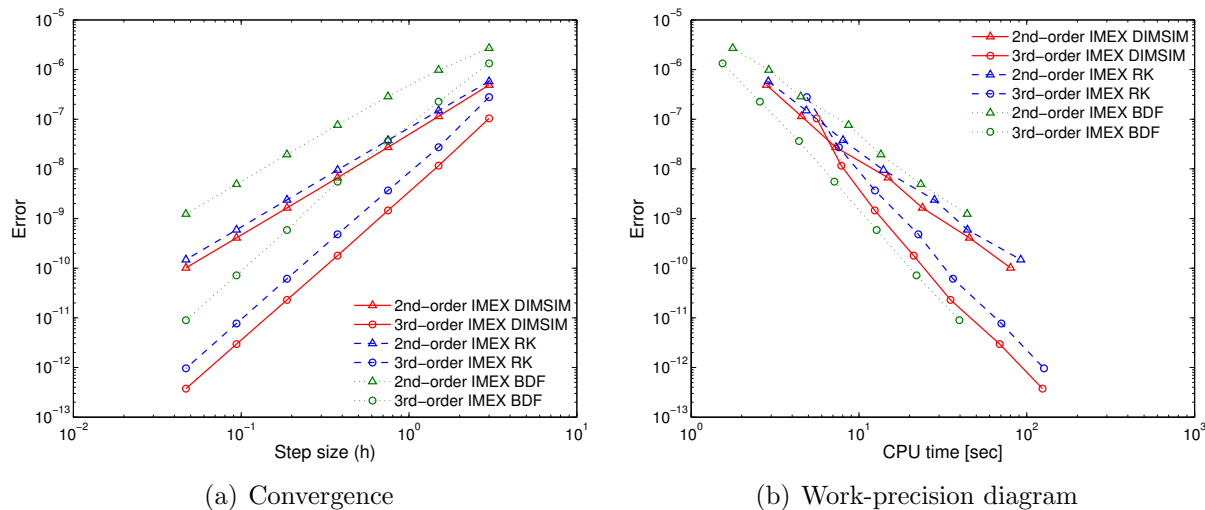 10^−5
10^−6
10^−7
10^−8
10^−9
10^−10
10^−11
10^−12
10^−13
Error
10^−2
10^−1
10^0
10^1
Step size (h)
2nd−order IMEX DIMSIM
3rd−order IMEX DIMSIM
2nd−order IMEX RK
3rd−order IMEX RK
2nd−order IMEX BDF
3rd−order IMEX BDF
(a) Convergence
10^−5
10^−6
10^−7
10^−8
10^−9
10^−10
10^−11
10^−12
10^−13
Error
10^0
10^1
10^2
10^3
CPU time [sec]
2nd−order IMEX DIMSIM
3rd−order IMEX DIMSIM
2nd−order IMEX RK
3rd−order IMEX RK
2nd−order IMEX BDF
3rd−order IMEX BDF
(b) Work-precision diagram